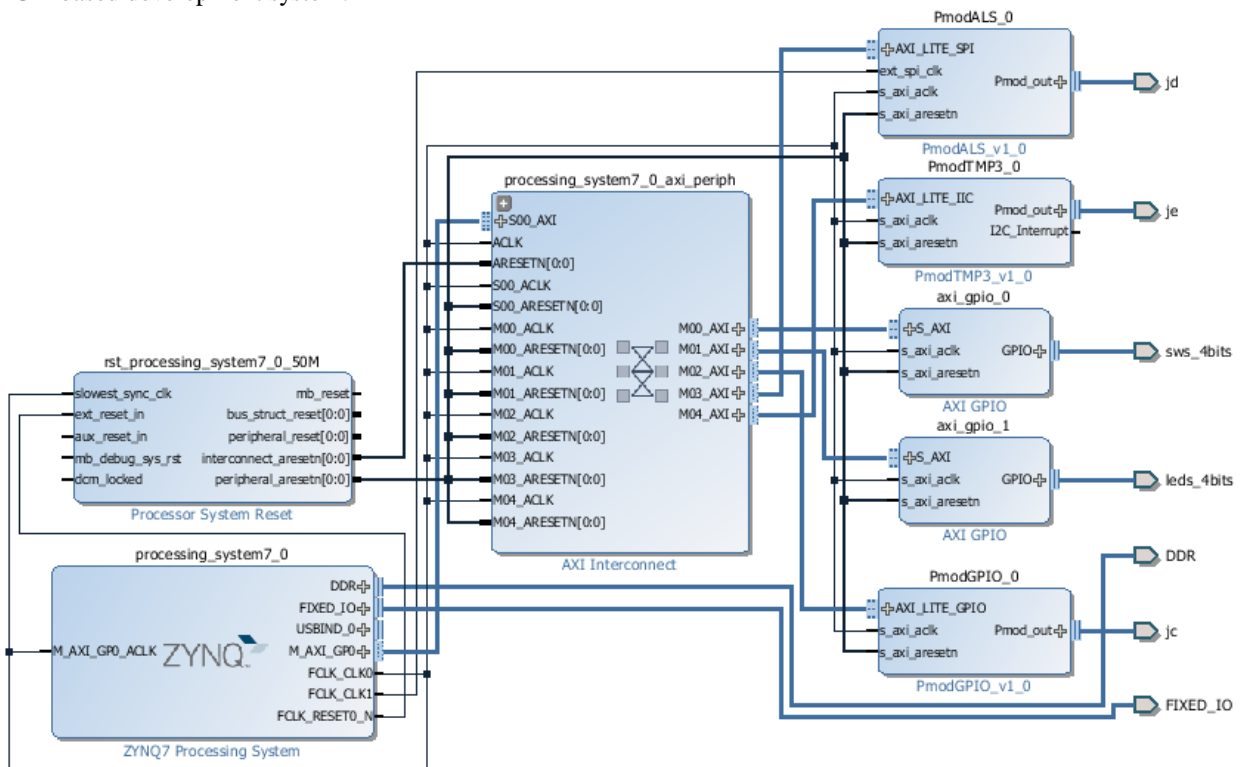 PmodALS_0
AXI_LITE_SPI
ext_spi_clk
s_axi_aclk
s_axi_aresetn
Pmod_out
jd
PmodALS_v1_0
PmodTMP3_0
AXI_LITE_IIC
s_axi_aclk
s_axi_aresetn
Pmod_out
I2C_Interrupt
je
PmodTMP3_v1_0
processing_system7_0_axi_periph
S00_AXI
ACLK
ARESETN[0:0]
S00_ACLK
S00_ARESETN[0:0]
M00_ACLK
M00_ARESETN[0:0]
M01_ACLK
M01_ARESETN[0:0]
M02_ACLK
M02_ARESETN[0:0]
M03_ACLK
M03_ARESETN[0:0]
M04_ACLK
M04_ARESETN[0:0]
M00_AXI
M01_AXI
M02_AXI
M03_AXI
M04_AXI
AXI Interconnect
axi_gpio_0
S_AXI
s_axi_aclk
s_axi_aresetn
GPIO
sws_4bits
AXI GPIO
axi_gpio_1
S_AXI
s_axi_aclk
s_axi_aresetn
GPIO
leds_4bits
AXI GPIO
rst_processing_system7_0_50M
slowest_sync_clk
ext_reset_in
aux_reset_in
mb_debug_sys_rst
dcm_locked
mb_reset
bus_struct_reset[0:0]
peripheral_reset[0:0]
interconnect_aresetn[0:0]
peripheral_aresetn[0:0]
Processor System Reset
processing_system7_0
M_AXI_GP0_ACLK
ZYNQ
DDR
FIXED_IO
USBIND_0
M_AXI_GP0
FCLK_CLK0
FCLK_CLK1
FCLK_RESET0_N
ZYNQ7 Processing System
DDR
PmodGPIO_0
AXI_LITE_GPIO
s_axi_aclk
s_axi_aresetn
Pmod_out
jc
PmodGPIO_v1_0
FIXED_IO